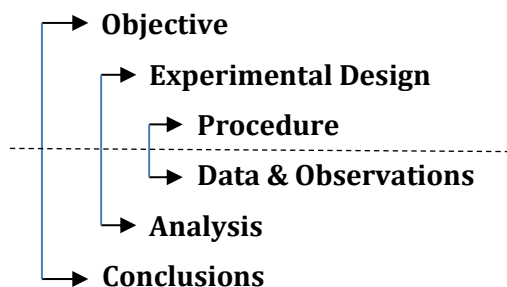 Objective
Experimental Design
Procedure
Data & Observations
Analysis
Conclusions